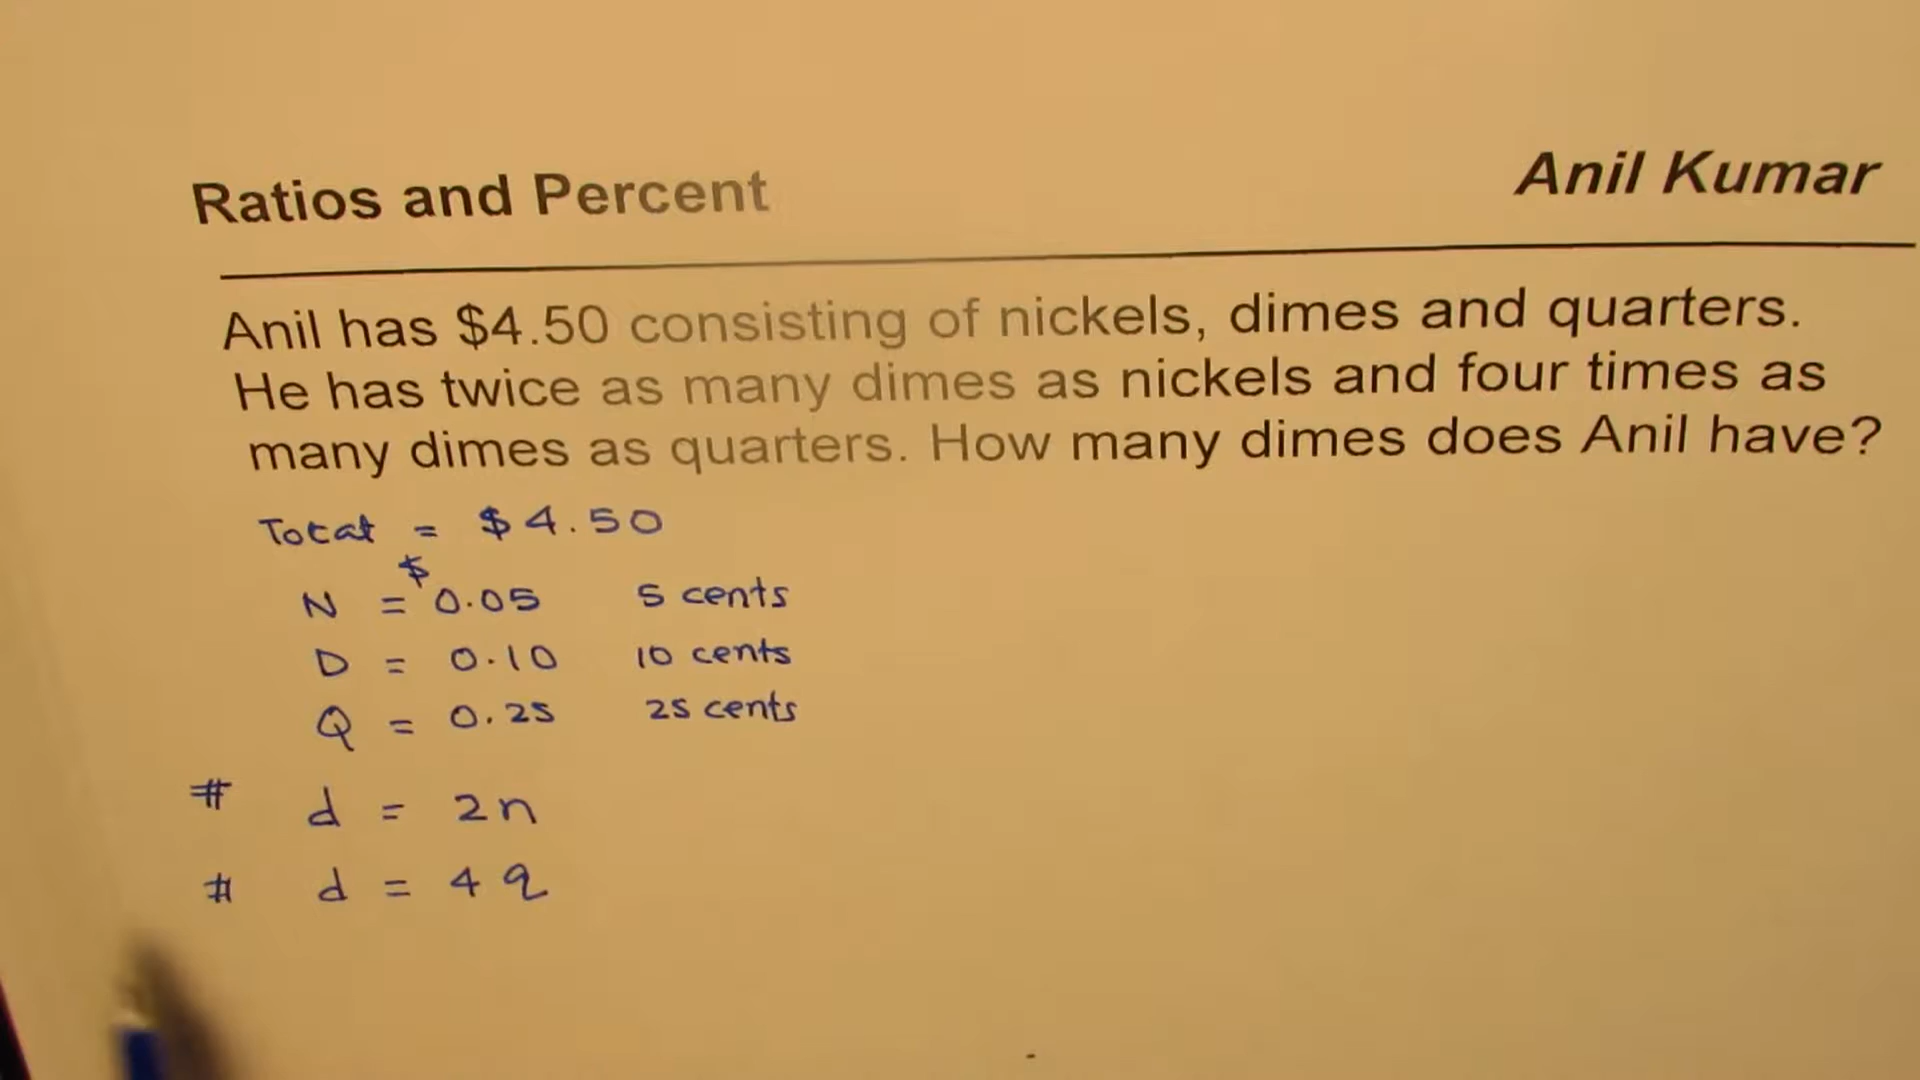 Ratios and Percent
Anil Kumar
Anil has $4.50 consisting of nickels, dimes and quarters.
He has twice as many dimes as nickels and four times as
many dimes as quarters. How many dimes does Anil have?
Total = $4.50
N = $0.05 5 cents
D = 0.10 10 cents
Q = 0.25 25 cents
# d = 2n
# d = 4q